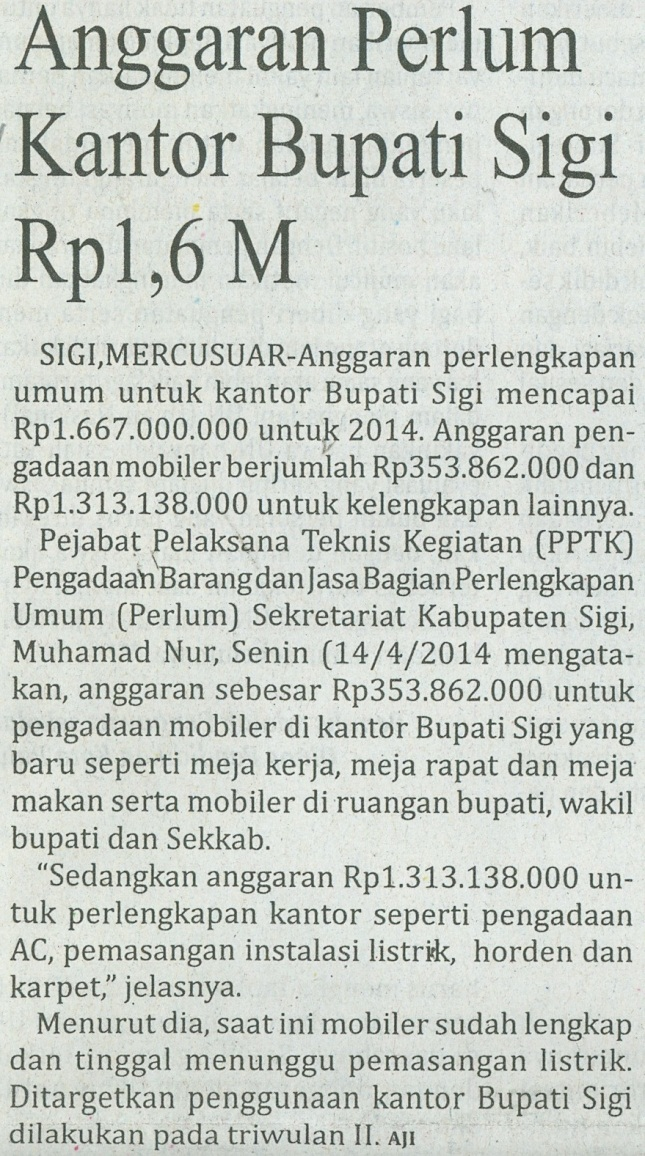 Anggaran Perlum
Kantor Bupati Sigi
Rp1,6 M
SIGI,MERCUSUAR-Anggaran perlengkapan
umum untuk kantor Bupati Sigi mencapai
Rp1.667.000.000 untuk 2014. Anggaran pen-
gadaan mobiler berjumlah Rp353.862.000 dan
Rp1.313.138.000 untuk kelengkapan lainnya.
Pejabat Pelaksana Teknis Kegiatan (PPTK)
Pengadaan Barang dan Jasa Bagian Perlengkapan
Umum (Perlum) Sekretariat Kabupaten Sigi,
Muhamad Nur, Senin (14/4/2014 mengata-
kan, anggaran sebesar Rp353.862.000 untuk
pengadaan mobiler di kantor Bupati Sigi yang
baru seperti meja kerja, meja rapat dan meja
makan serta mobiler di ruangan bupati, wakil
bupati dan Sekkab.
“Sedangkan anggaran Rp1.313.138.000 un-
tuk perlengkapan kantor seperti pengadaan
AC, pemasangan instalasi listrik, horden dan
karpet,” jelasnya.
Menurut dia, saat ini mobiler sudah lengkap
dan tinggal menunggu pemasangan listrik.
Ditargetkan penggunaan kantor Bupati Sigi
dilakukan pada triwulan II. AJI